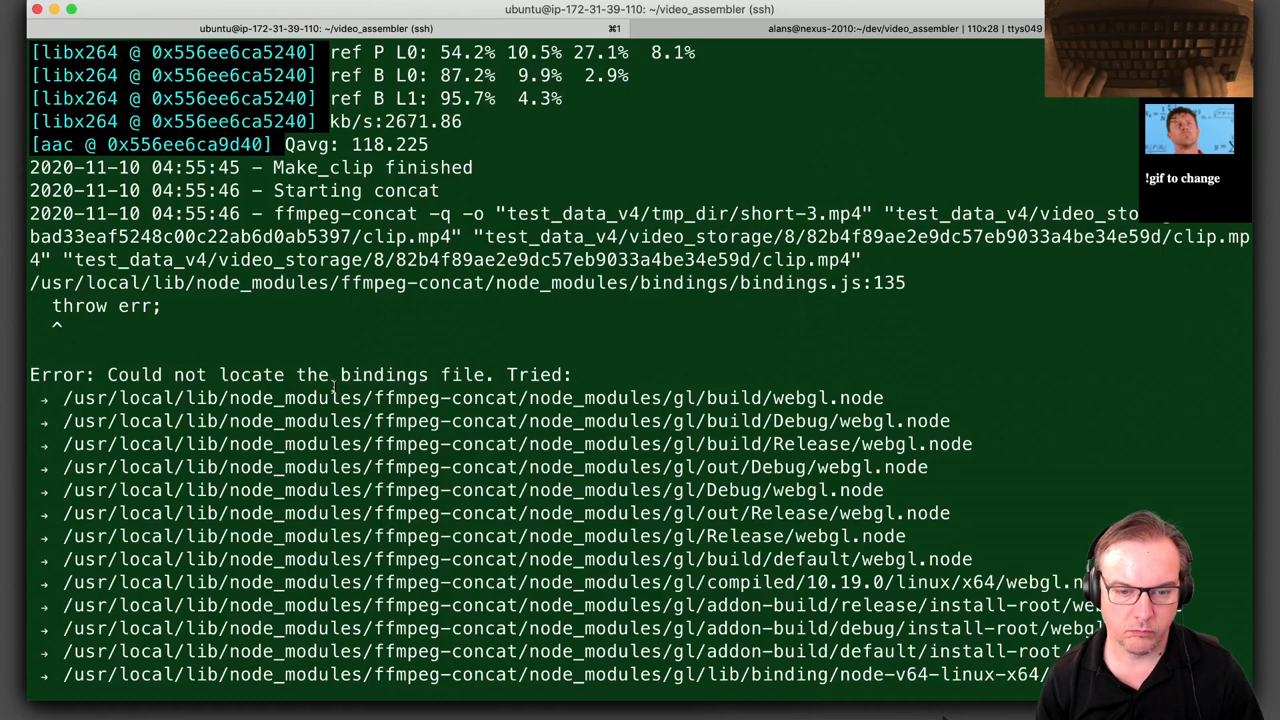 ubuntu@ip-172-31-39-110: ~/video_assembler (ssh)
ubuntu@ip-172-31-39-110: ~/video_assembler (ssh) ⌘1 alans@nexus-2010:~/dev/video_assembler | 110x28 | ttys049
[libx264 @ 0x556ee6ca5240] ref P L0: 54.2% 10.5% 27.1% 8.1%
[libx264 @ 0x556ee6ca5240] ref B L0: 87.2% 9.9% 2.9%
[libx264 @ 0x556ee6ca5240] ref B L1: 95.7% 4.3%
[libx264 @ 0x556ee6ca5240] kb/s:2671.86
[aac @ 0x556ee6ca9d40] Qavg: 118.225
2020-11-10 04:55:45 - Make_clip finished
2020-11-10 04:55:46 - Starting concat
2020-11-10 04:55:46 - ffmpeg-concat -q -o "test_data_v4/tmp_dir/short-3.mp4" "test_data_v4/video_sto
bad33eaf5248c00c22ab6d0ab5397/clip.mp4" "test_data_v4/video_storage/8/82b4f89ae2e9dc57eb9033a4be34e59d/clip.mp
4" "test_data_v4/video_storage/8/82b4f89ae2e9dc57eb9033a4be34e59d/clip.mp4"
/usr/local/lib/node_modules/ffmpeg-concat/node_modules/bindings/bindings.js:135
throw err;
^
Error: Could not locate the bindings file. Tried:
→ /usr/local/lib/node_modules/ffmpeg-concat/node_modules/gl/build/webgl.node
→ /usr/local/lib/node_modules/ffmpeg-concat/node_modules/gl/build/Debug/webgl.node
→ /usr/local/lib/node_modules/ffmpeg-concat/node_modules/gl/build/Release/webgl.node
→ /usr/local/lib/node_modules/ffmpeg-concat/node_modules/gl/out/Debug/webgl.node
→ /usr/local/lib/node_modules/ffmpeg-concat/node_modules/gl/Debug/webgl.node
→ /usr/local/lib/node_modules/ffmpeg-concat/node_modules/gl/out/Release/webgl.node
→ /usr/local/lib/node_modules/ffmpeg-concat/node_modules/gl/Release/webgl.node
→ /usr/local/lib/node_modules/ffmpeg-concat/node_modules/gl/build/default/webgl.node
→ /usr/local/lib/node_modules/ffmpeg-concat/node_modules/gl/compiled/10.19.0/linux/x64/webgl.n
→ /usr/local/lib/node_modules/ffmpeg-concat/node_modules/gl/addon-build/release/install-root/we
→ /usr/local/lib/node_modules/ffmpeg-concat/node_modules/gl/addon-build/debug/install-root/webgl
→ /usr/local/lib/node_modules/ffmpeg-concat/node_modules/gl/addon-build/default/install-root/
→ /usr/local/lib/node_modules/ffmpeg-concat/node_modules/gl/lib/binding/node-v64-linux-x64/
!gif to change